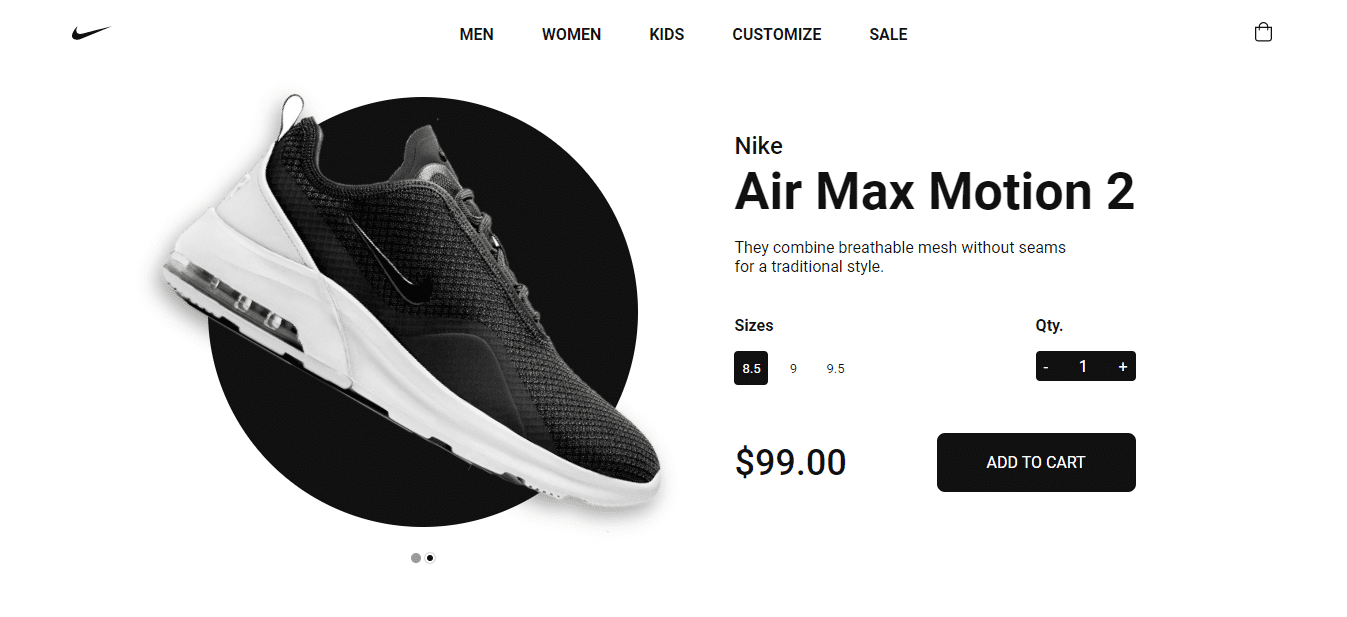 MEN WOMEN KIDS CUSTOMIZE SALE
Nike
Air Max Motion 2
They combine breathable mesh without seams
for a traditional style.
Sizes Qty.
8.5 9 9.5 - 1 +
$99.00 ADD TO CART